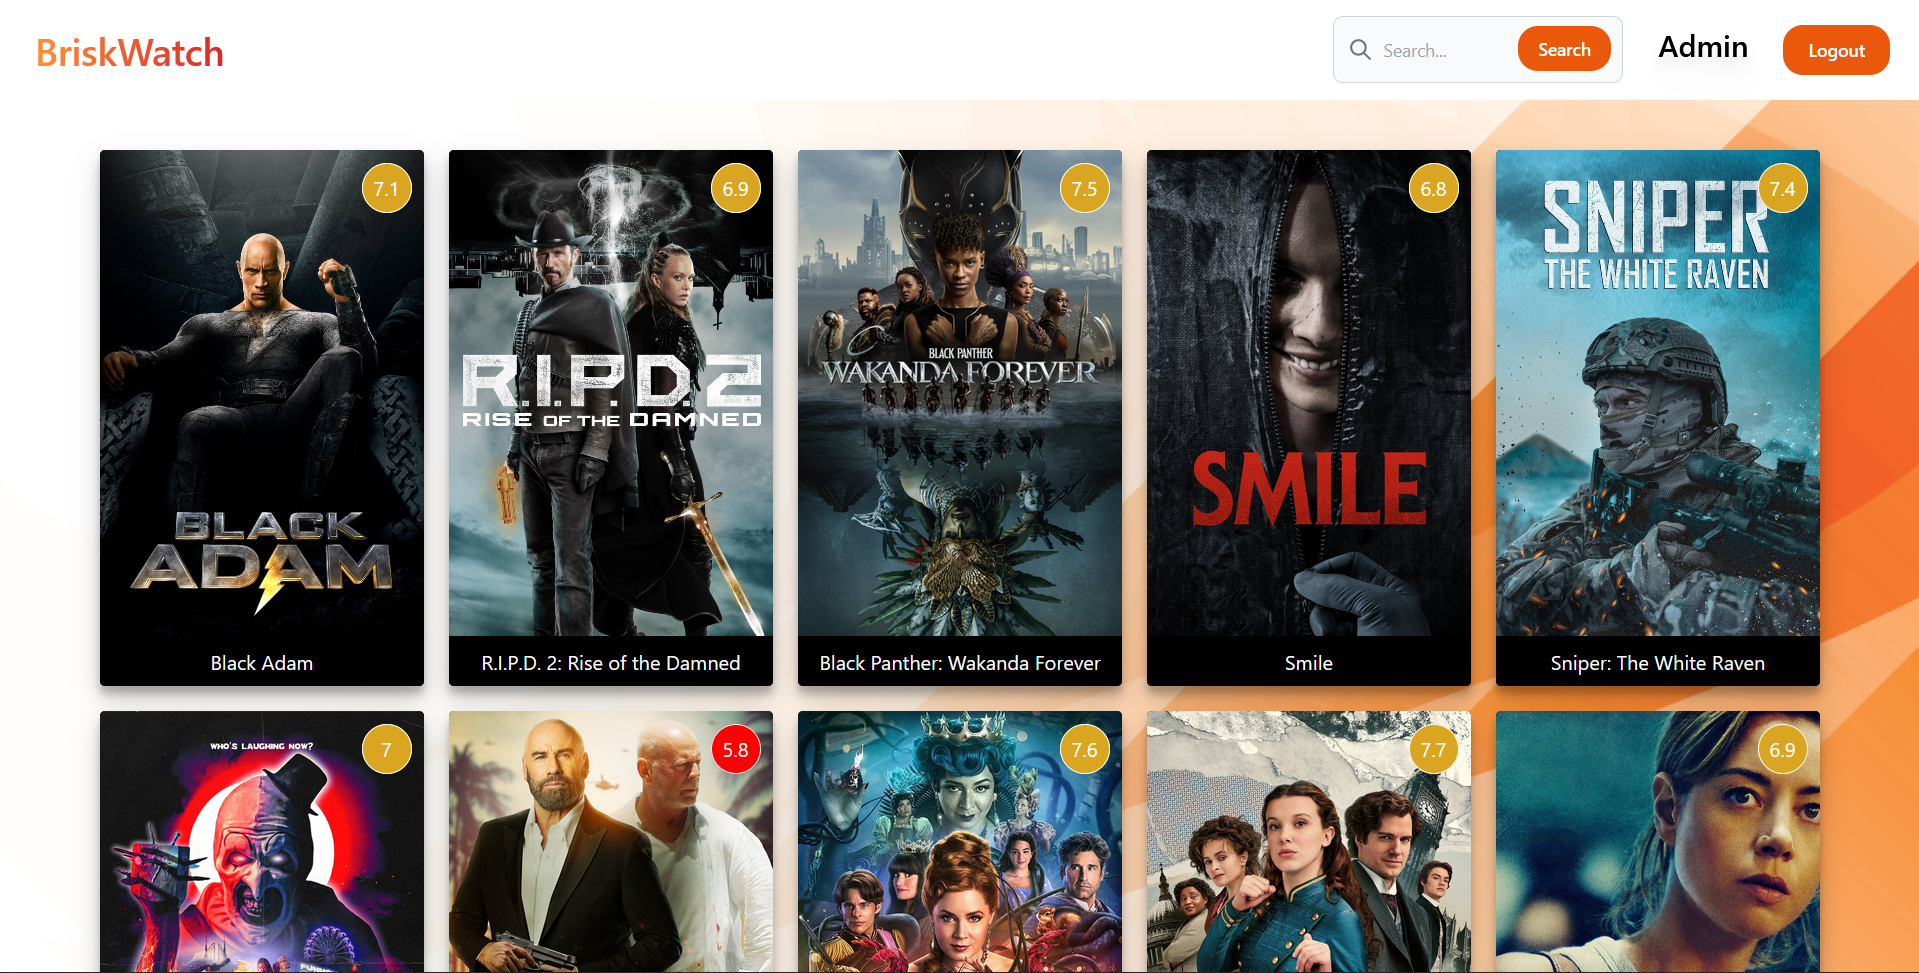 BriskWatch
Search...
Search
Admin
Logout
7.1
BLACK
ADAM
Black Adam
6.9
R.I.P.D.2
RISE OF THE DAMNED
R.I.P.D. 2: Rise of the Damned
7.5
BLACK PANTHER
WAKANDA FOREVER
Black Panther: Wakanda Forever
6.8
SMILE
Smile
7.4
SNIPER
THE WHITE RAVEN
Sniper: The White Raven
WHO'S LAUGHING NOW?
7
5.8
7.6
7.7
6.9